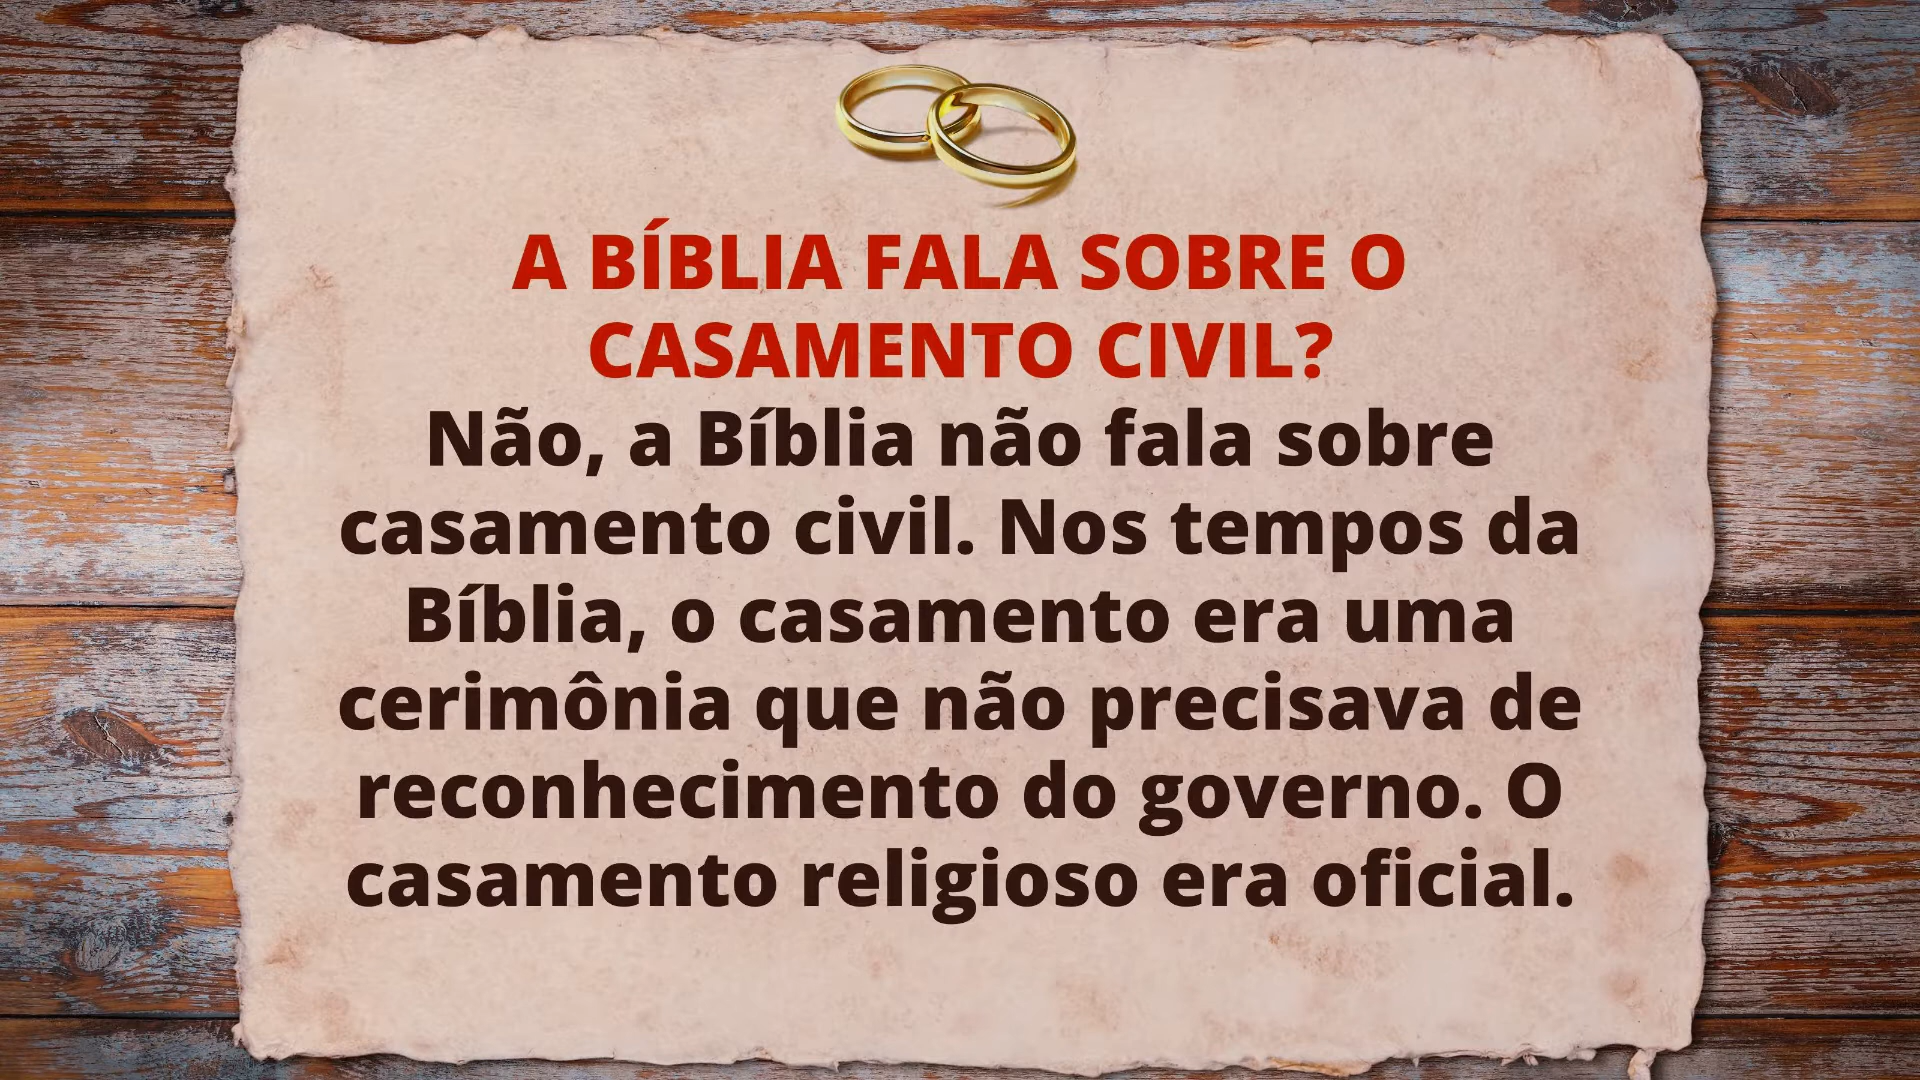 A BÍBLIA FALA SOBRE O
CASAMENTO CIVIL?
Não, a Bíblia não fala sobre
casamento civil. Nos tempos da
Bíblia, o casamento era uma
cerimônia que não precisava de
reconhecimento do governo. O
casamento religioso era oficial.